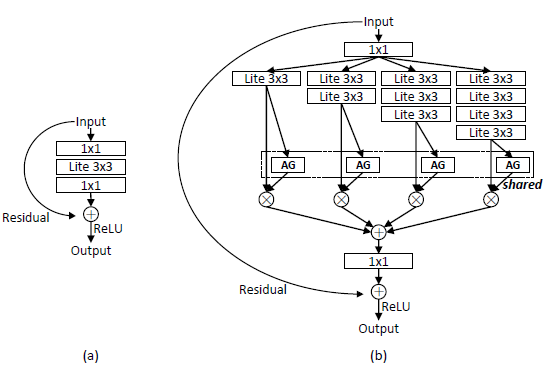 Input
1x1
Lite 3x3
1x1
Residual
ReLU
Output
(a)
Input
1x1
Lite 3x3 Lite 3x3 Lite 3x3 Lite 3x3
Lite 3x3 Lite 3x3 Lite 3x3
Lite 3x3 Lite 3x3
Lite 3x3
AG AG AG AG
shared
1x1
Residual
ReLU
Output
(b)